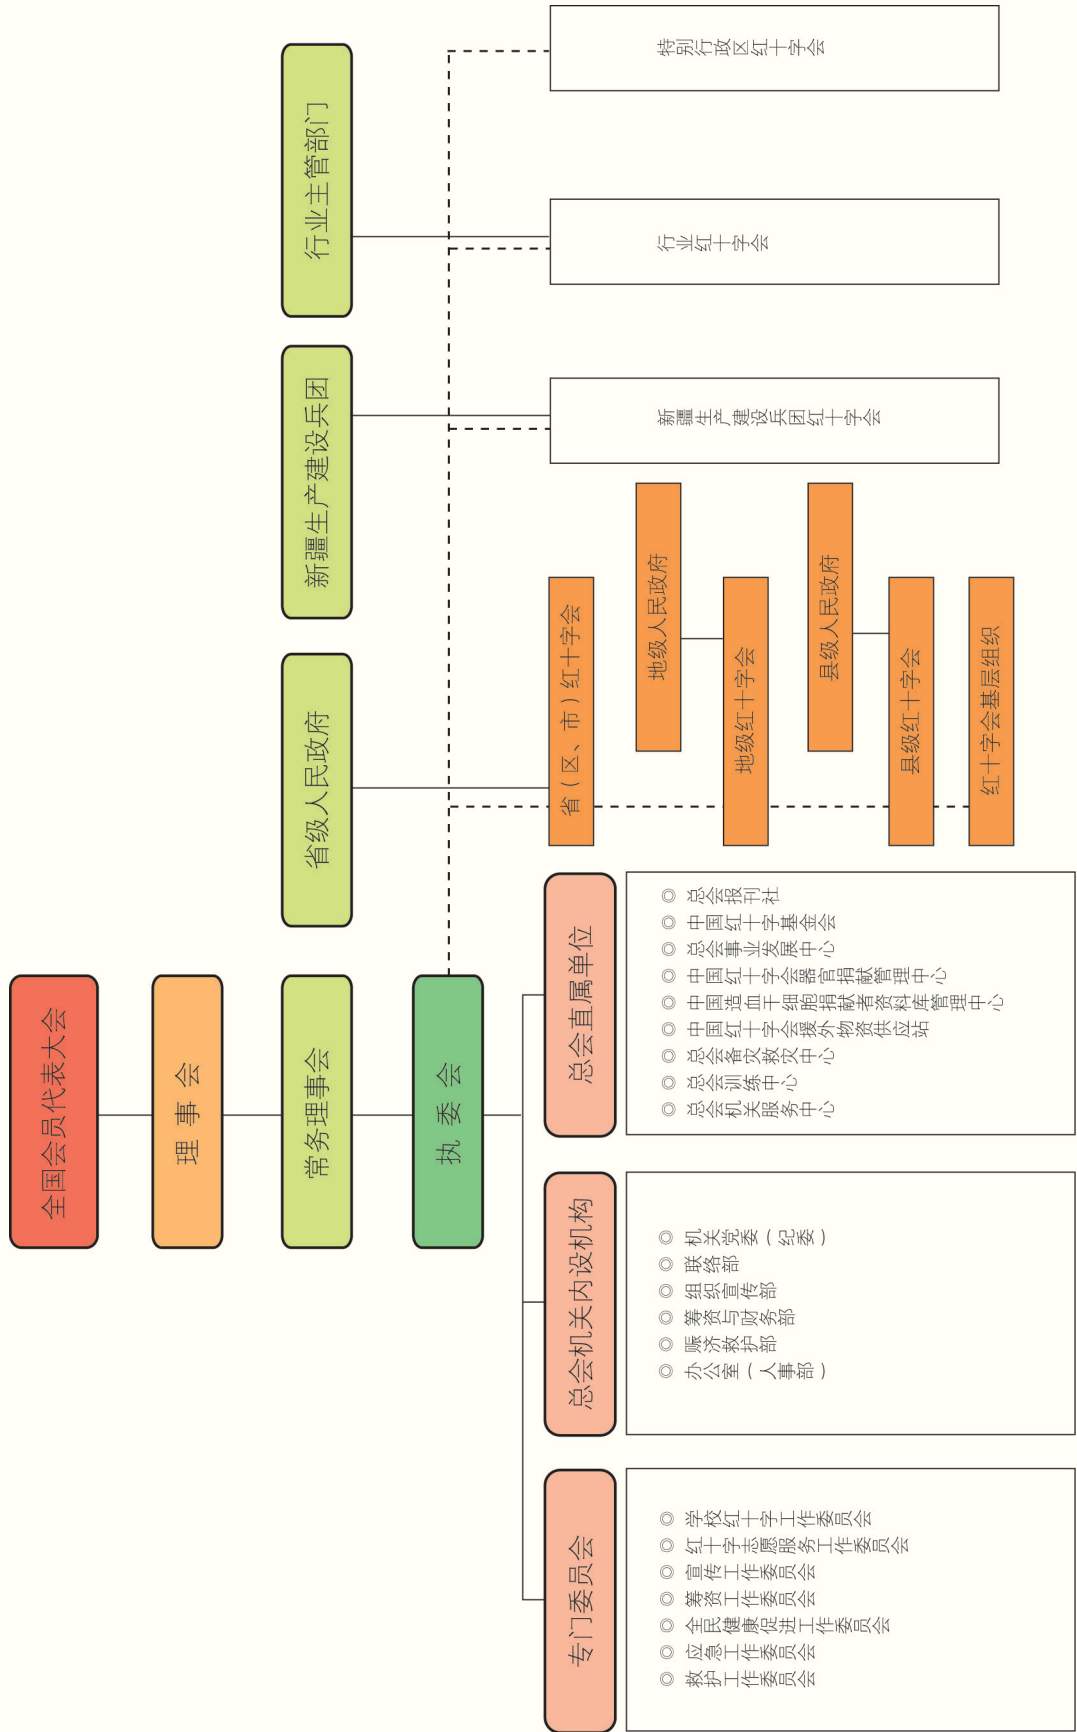 全国会员代表大会
理事会
常务理事会
省级人民政府
新疆生产建设兵团
行业主管部门
执委会
专门委员会
◎ 救护工作委员会
◎ 应急工作委员会
◎ 全民健康促进工作委员会
◎ 筹资工作委员会
◎ 宣传工作委员会
◎ 红十字志愿服务工作委员会
◎ 学校红十字工作委员会
总会机关内设机构
◎ 办公室（人事部）
◎ 赈济救护部
◎ 筹资与财务部
◎ 组织宣传部
◎ 联络部
◎ 机关党委（纪委）
总会直属单位
◎ 总会机关服务中心
◎ 总会训练中心
◎ 总会备灾救灾中心
◎ 中国红十字会援外物资供应站
◎ 中国造血干细胞捐献者资料库管理中心
◎ 中国红十字会器官捐献管理中心
◎ 总会事业发展中心
◎ 中国红十字基金会
◎ 总会报刊社
省（区、市）红十字会
地级人民政府
地级红十字会
县级人民政府
县级红十字会
红十字会基层组织
新疆生产建设兵团红十字会
行业红十字会
特别行政区红十字会